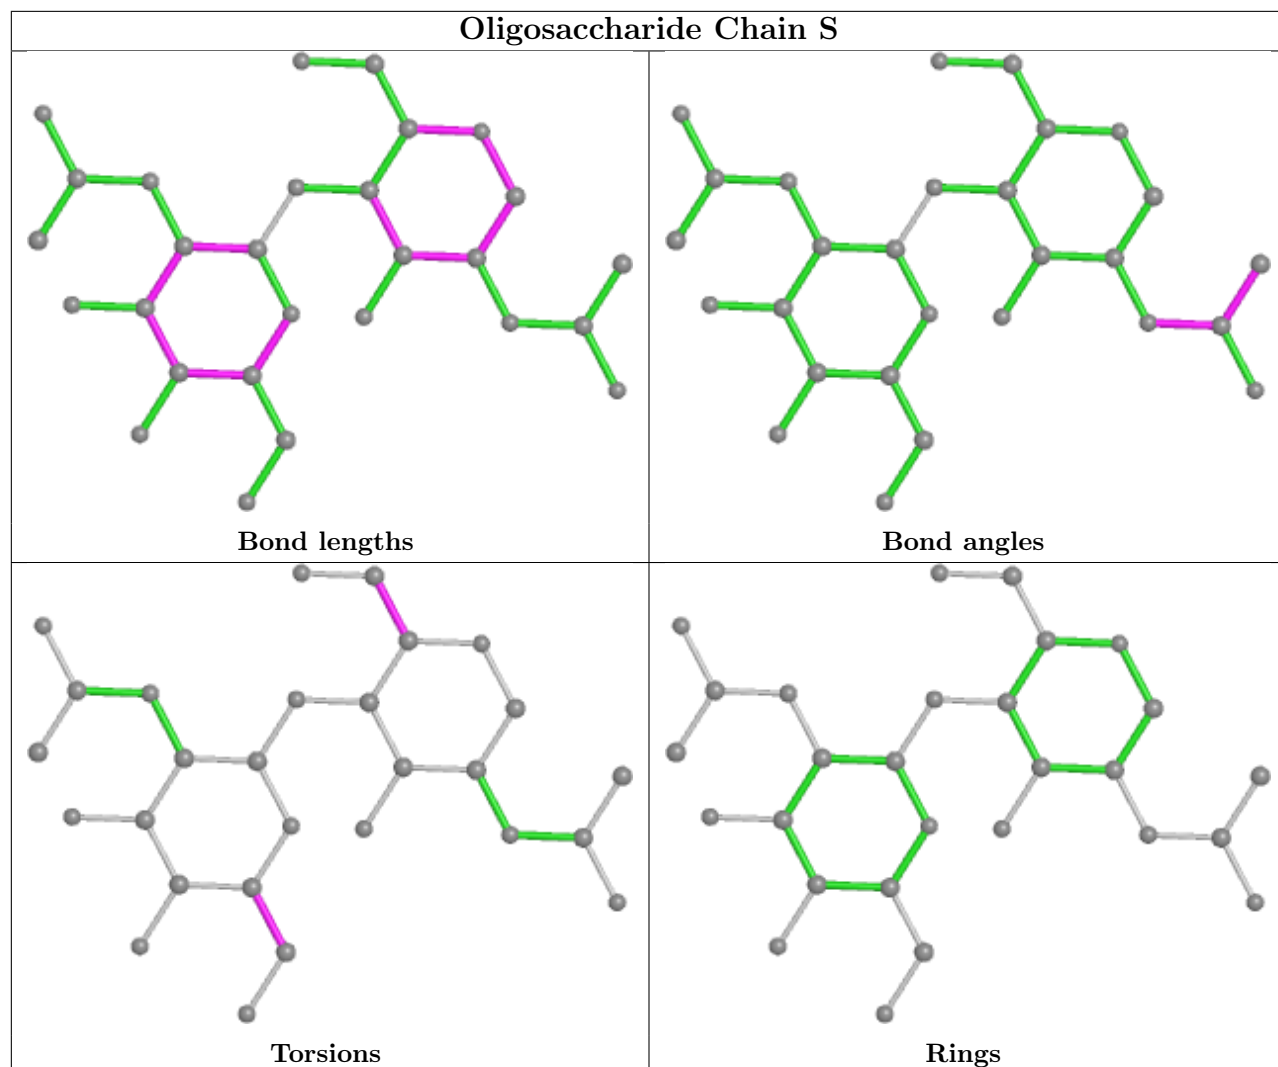 Oligosaccharide Chain S
Bond lengths
Bond angles
Torsions
Rings